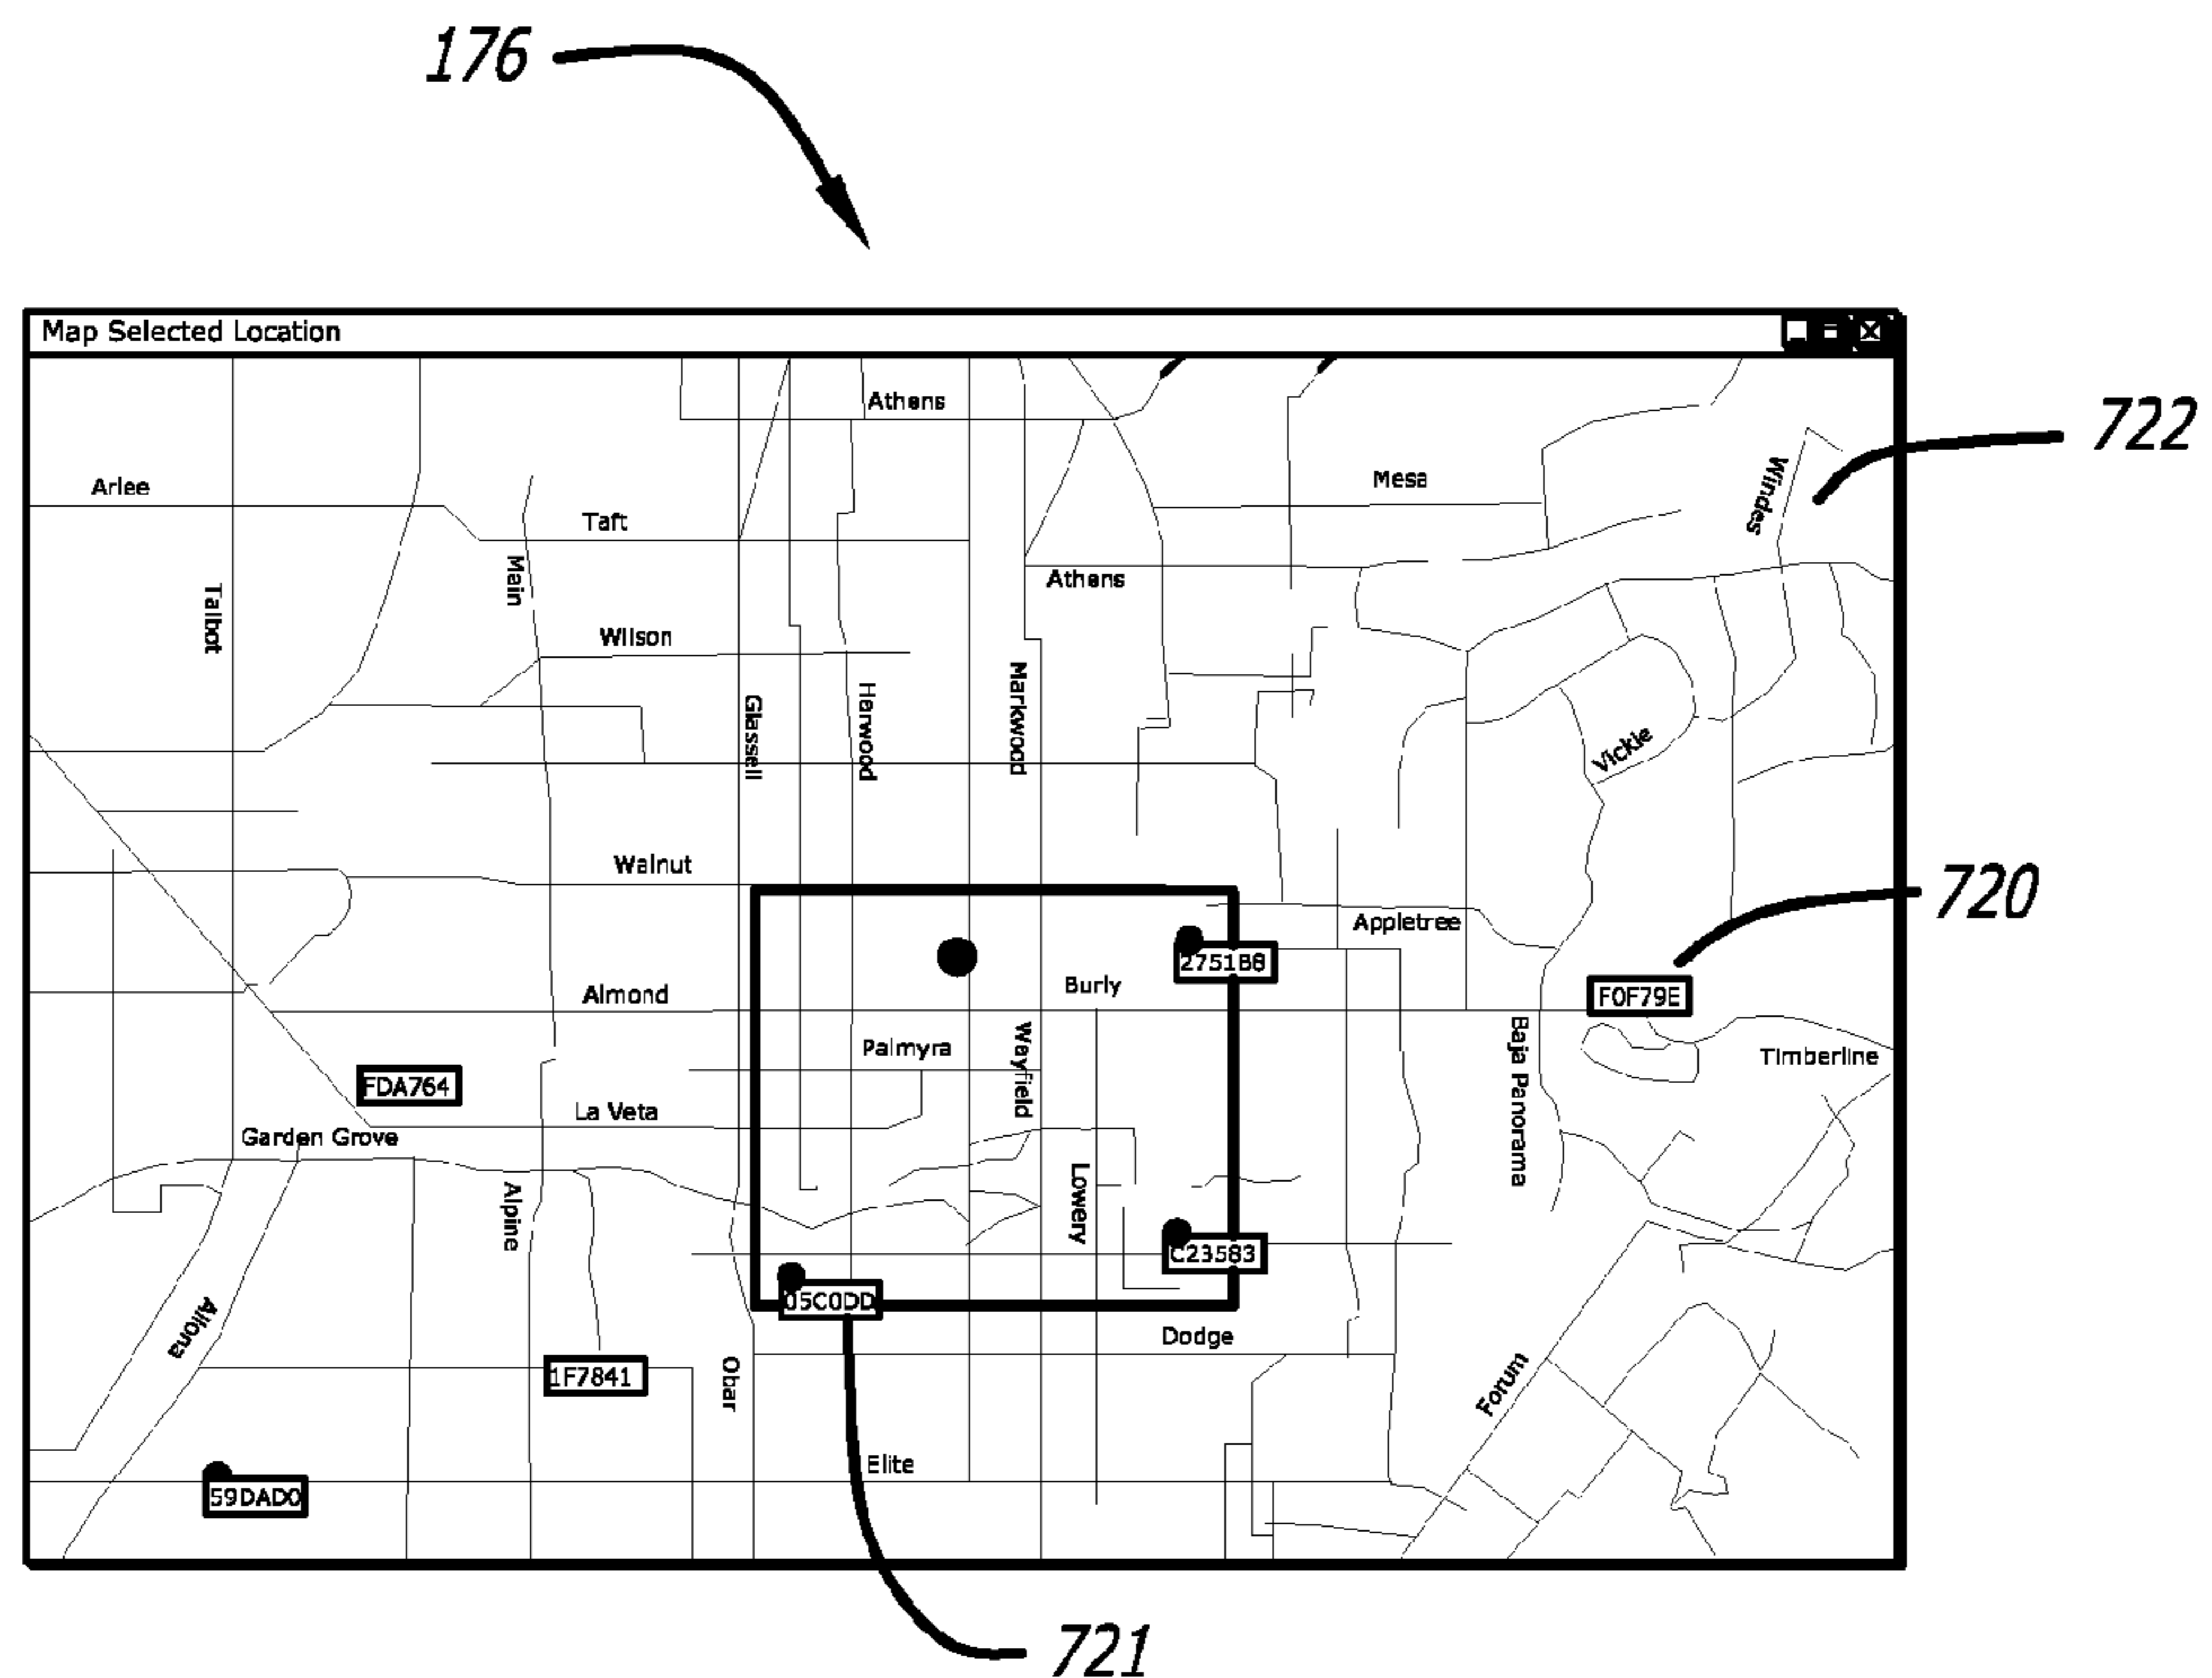 176
Map Selected Location
Athens
722
Arlee
Mesa
Windes
Taft
Main
Athens
Talbot
Wilson
Glassell
Harwood
Markwood
Vickie
Walnut
720
Appletree
2751B8
Almond
Burly
F0F79E
Palmyra
Wayfield
Baja Panorama
Timberline
FDA764
La Veta
Garden Grove
Alpine
Lowery
C23583
05C0DD
Allona
Dodge
1F7841
Obar
Forum
Elite
59DAD0
721